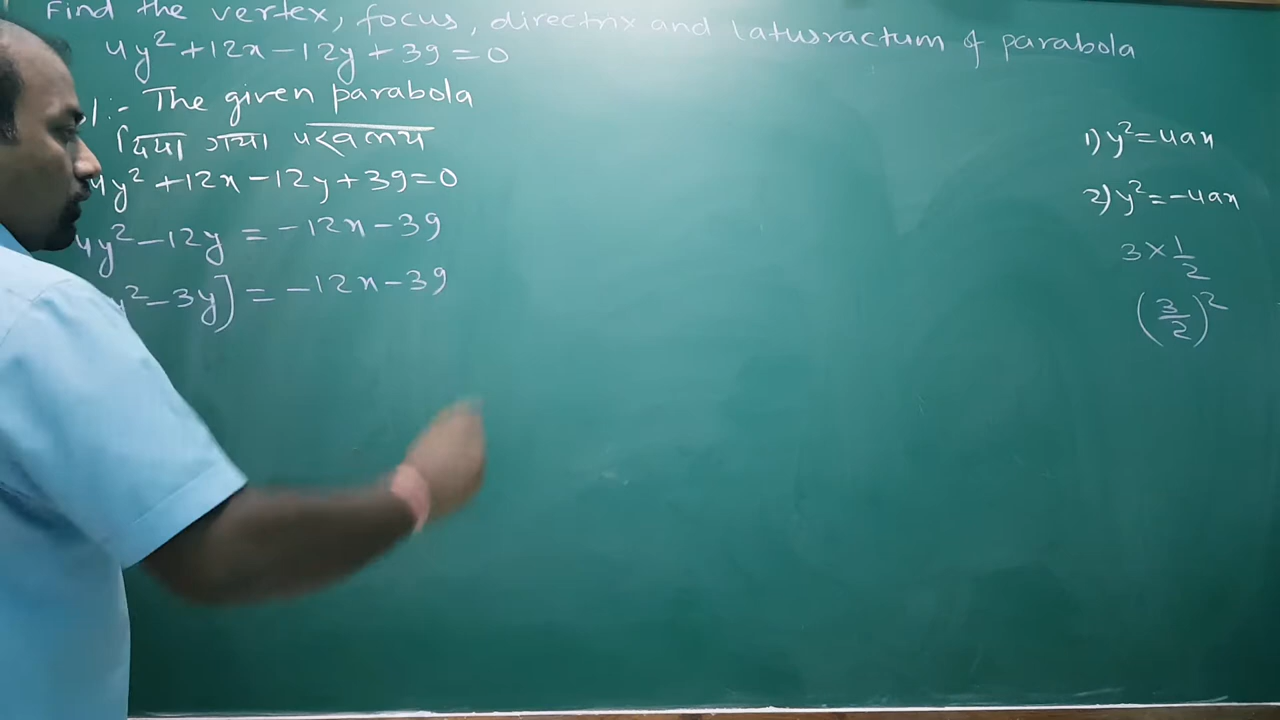 Find the vertex, focus, directrix and latusractum of parabola
4y²+12x-12y+39=0
The given parabola
दिया गया परवलय
4y²+12x-12y+39=0
4y²-12y = -12x-39
y²-3y] = -12x-39
1) y²=4ax
2) y²=-4ax
3×1/2
(3/2)²